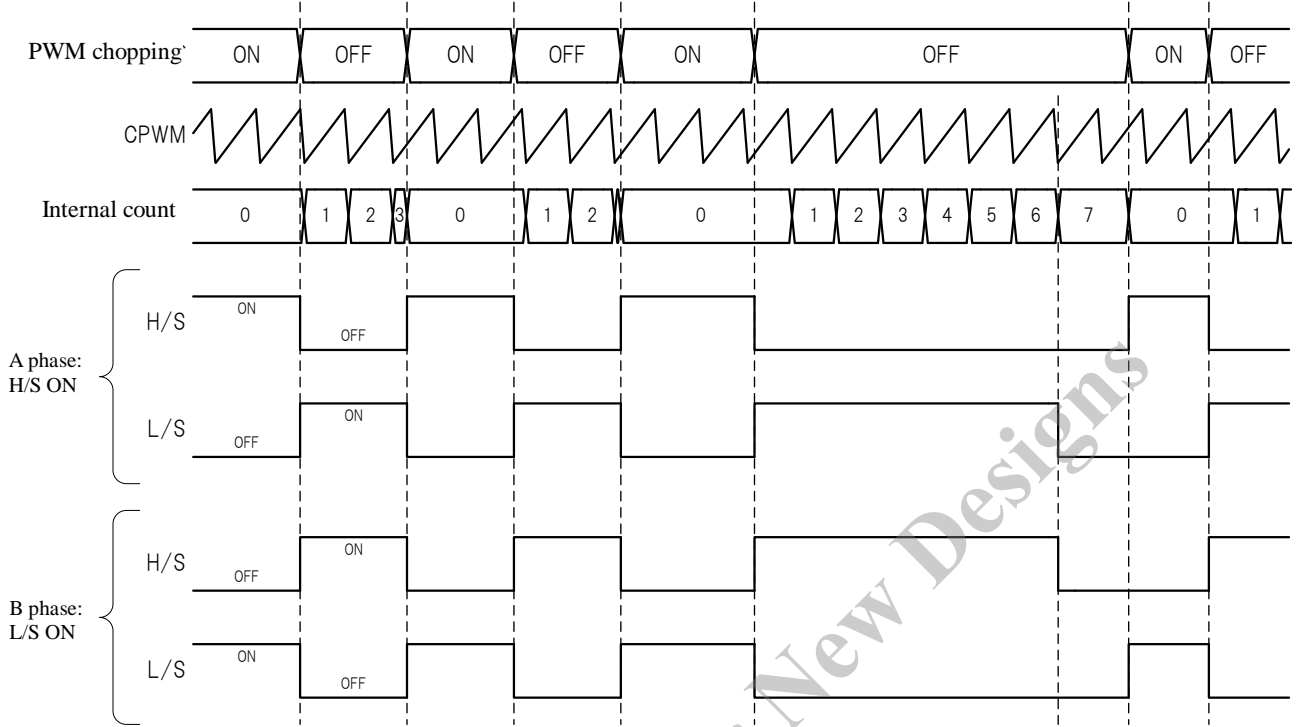 PWM chopping ON OFF ON OFF ON OFF ON OFF
CPWM
Internal count 0 1 2 3 0 1 2 0 1 2 3 4 5 6 7 0 1
A phase:
H/S ON
H/S ON OFF
L/S OFF ON
B phase:
L/S ON
H/S OFF ON
L/S ON OFF
New Designs